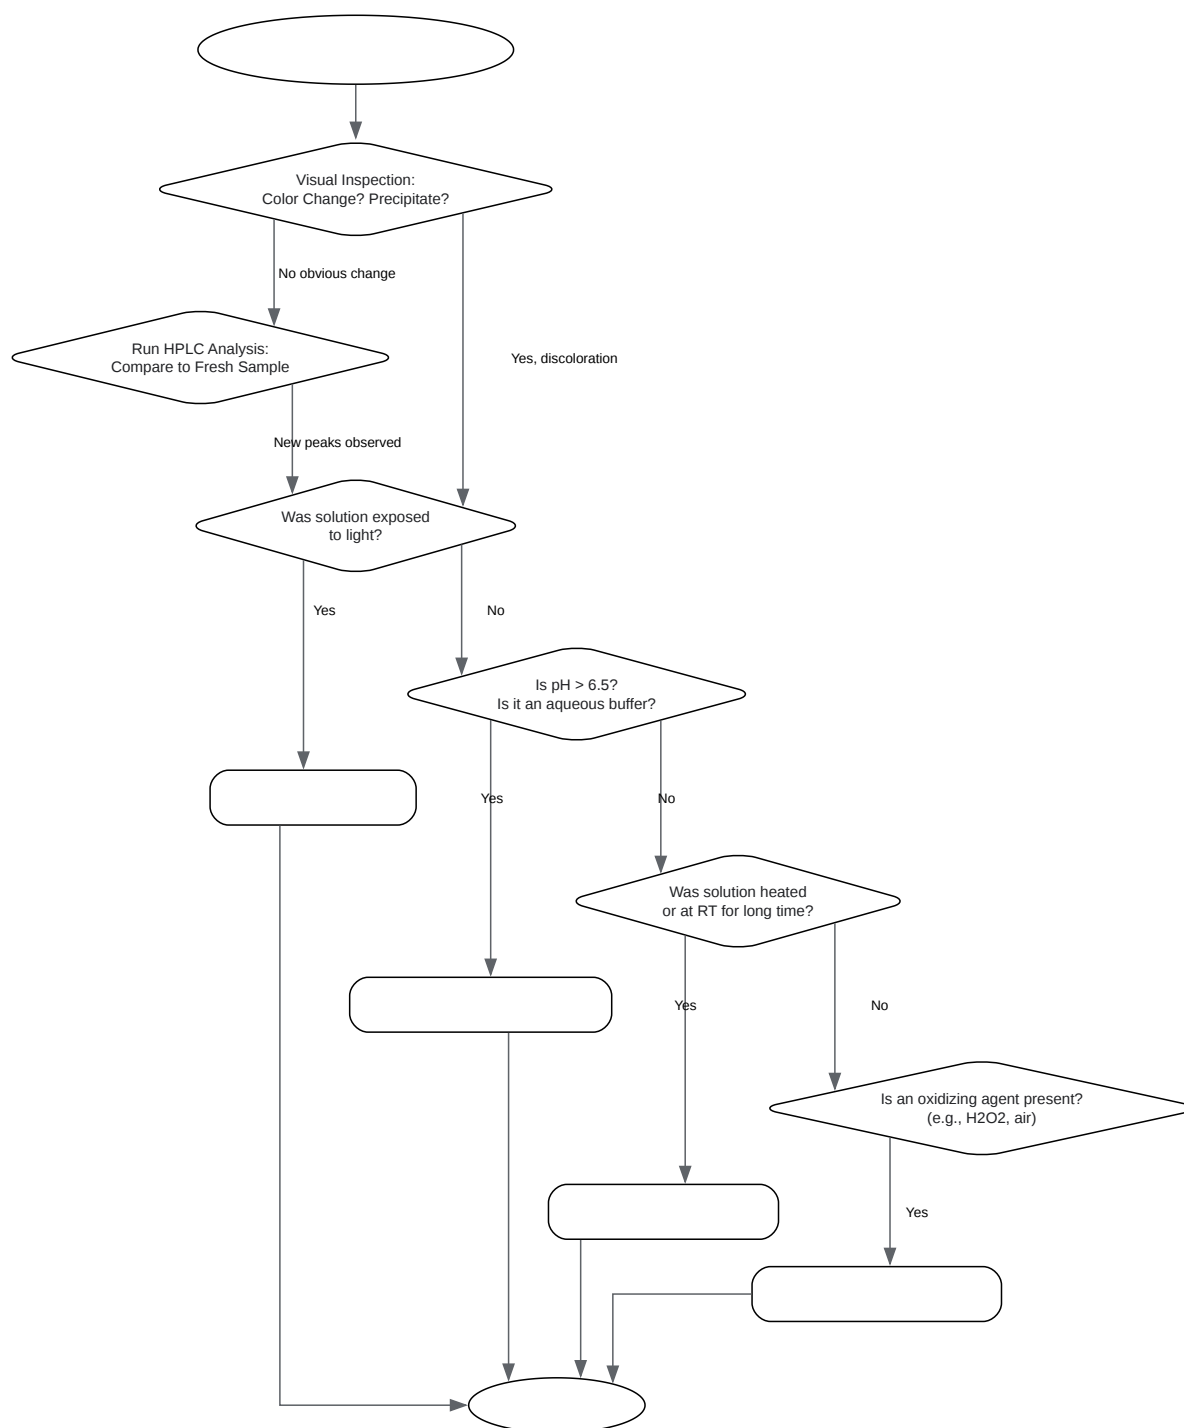 Visual Inspection:
Color Change? Precipitate?
No obvious change
Run HPLC Analysis:
Compare to Fresh Sample
Yes, discoloration
New peaks observed
Was solution exposed
to light?
Yes
No
Is pH > 6.5?
Is it an aqueous buffer?
Yes
No
Was solution heated
or at RT for long time?
Yes
No
Is an oxidizing agent present?
(e.g., H2O2, air)
Yes